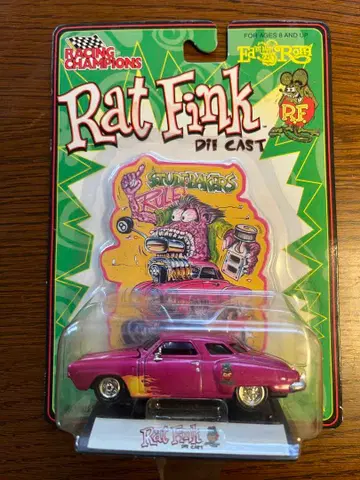 RACING
CHAMPIONS
FOR AGES 8 AND UP
Ed "Big Daddy" Roth
Rat Fink
DIE CAST
R.F.
STUDEBAKERS
RULE!
Rat Fink
DIE CAST